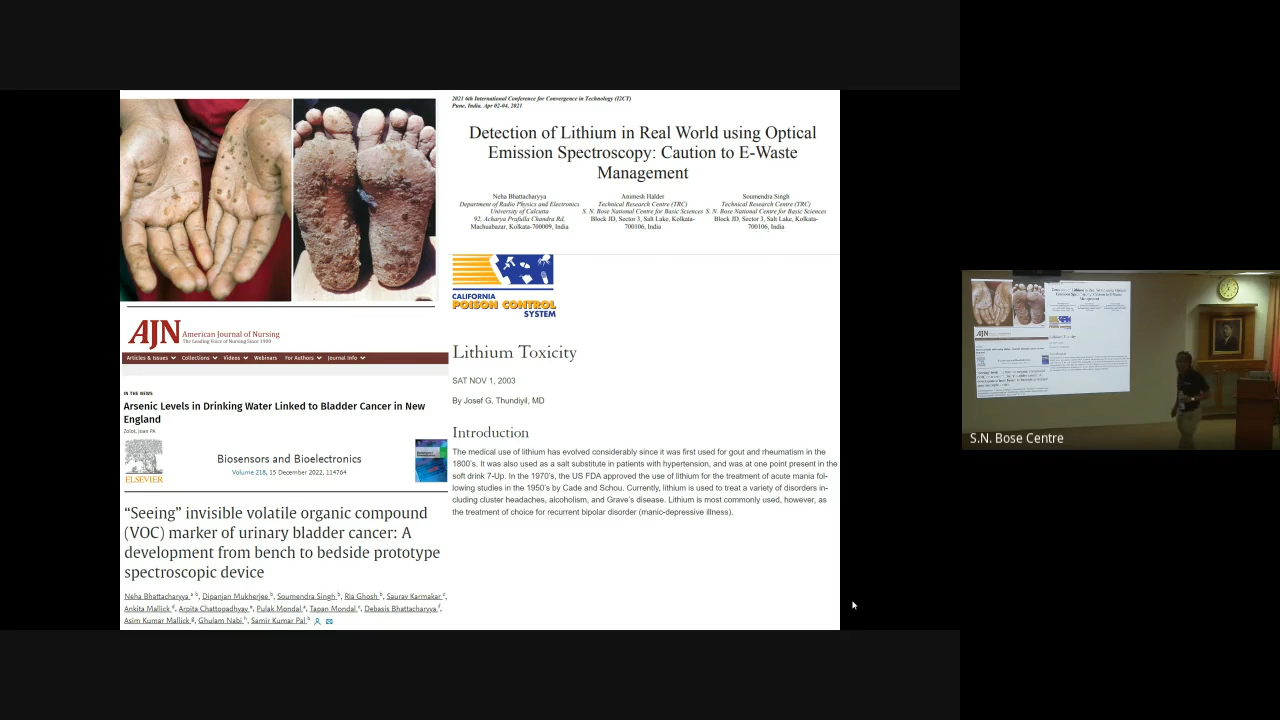 2021 6th International Conference for Convergence in Technology (I2CT)
Pune, India. Apr 02-04, 2021
Detection of Lithium in Real World using Optical
Emission Spectroscopy: Caution to E-Waste
Management
Neha Bhattacharyya
Department of Radio Physics and Electronics
University of Calcutta
92, Acharya Prafulla Chandra Rd,
Machuabazar, Kolkata-700009, India
Animesh Halder
Technical Research Centre (TRC)
S. N. Bose National Centre for Basic Sciences
Block JD, Sector 3, Salt Lake, Kolkata-
700106, India
Soumendra Singh
Technical Research Centre (TRC)
S. N. Bose National Centre for Basic Sciences
Block JD, Sector 3, Salt Lake, Kolkata-
700106, India
CALIFORNIA
POISON CONTROL
SYSTEM
Lithium Toxicity
SAT NOV 1, 2003
By Josef G. Thundiyil, MD
Introduction
The medical use of lithium has evolved considerably since it was first used for gout and rheumatism in the
1800's. It was also used as a salt substitute in patients with hypertension, and was at one point present in the
soft drink 7-Up. In the 1970's, the US FDA approved the use of lithium for the treatment of acute mania fol-
lowing studies in the 1950's by Cade and Schou. Currently, lithium is used to treat a variety of disorders in-
cluding cluster headaches, alcoholism, and Grave's disease. Lithium is most commonly used, however, as
the treatment of choice for recurrent bipolar disorder (manic-depressive illness).
AJN American Journal of Nursing
The Leading Voice of Nursing Since 1900
Articles & Issues Collections Videos Webinars For Authors Journal Info
IN THE NEWS
Arsenic Levels in Drinking Water Linked to Bladder Cancer in New
England
Zolot, Joan PA
ELSEVIER
Biosensors and Bioelectronics
Volume 218, 15 December 2022, 114764
“Seeing” invisible volatile organic compound
(VOC) marker of urinary bladder cancer: A
development from bench to bedside prototype
spectroscopic device
Neha Bhattacharyya a b, Dipanjan Mukherjee b, Soumendra Singh b, Ria Ghosh b, Saurav Karmakar c,
Ankita Mallick d, Arpita Chattopadhyay e, Pulak Mondal a, Tapan Mondal c, Debasis Bhattacharyya f,
Asim Kumar Mallick g, Ghulam Nabi h, Samir Kumar Pal b
S.N. Bose Centre